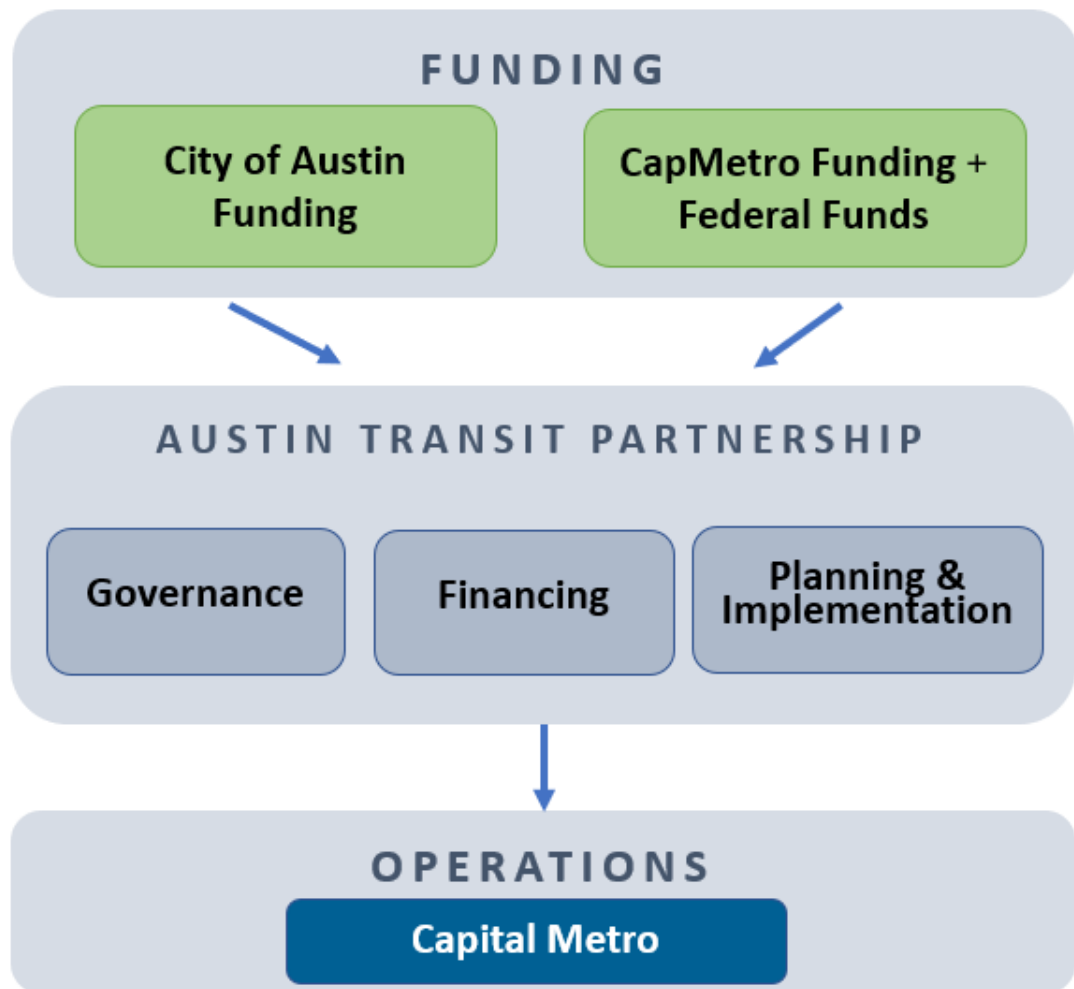 FUNDING
City of Austin
Funding
CapMetro Funding +
Federal Funds
AUSTIN TRANSIT PARTNERSHIP
Governance
Financing
Planning &
Implementation
OPERATIONS
Capital Metro